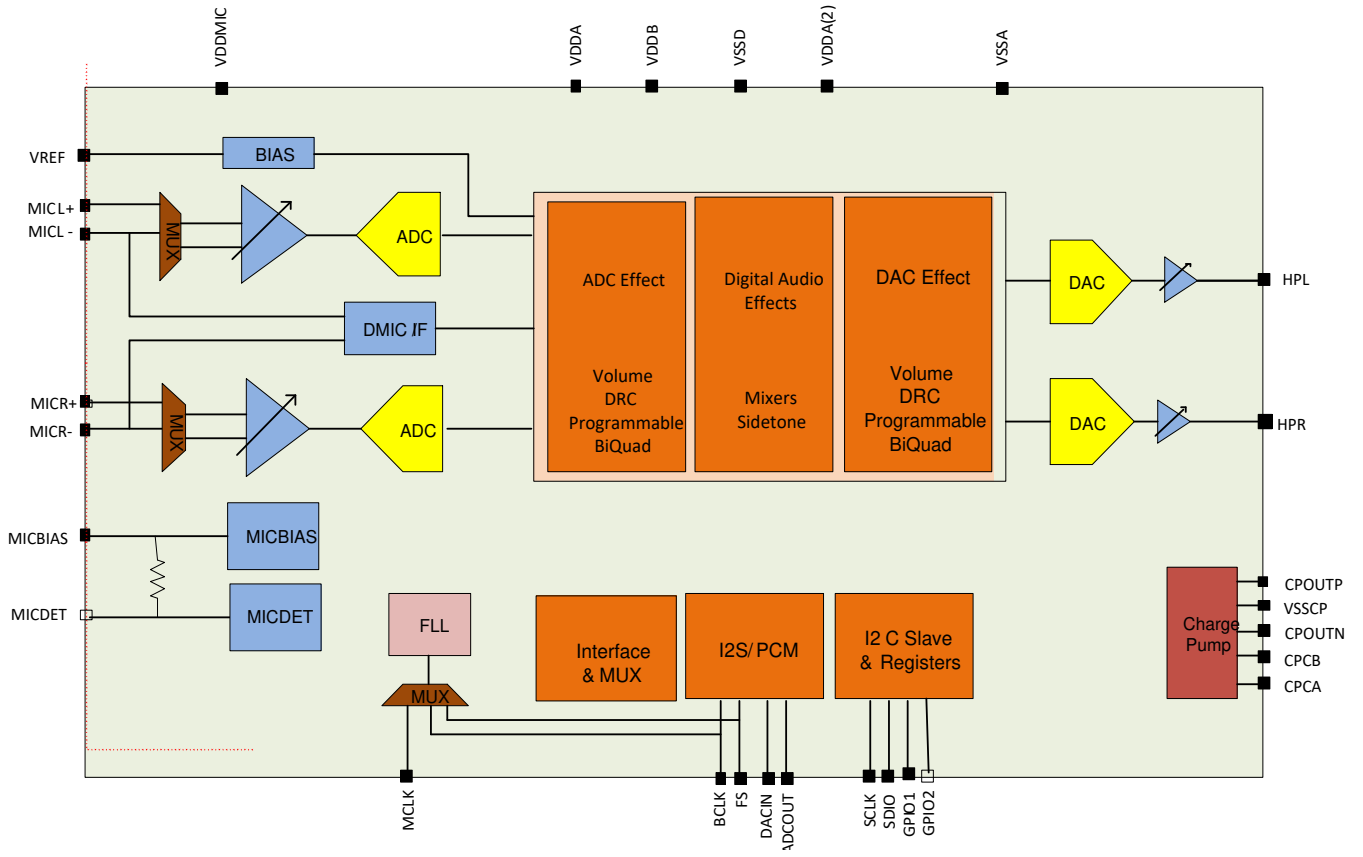 VDDMIC
VDDA
VDDB
VSSD
VDDA(2)
VSSA
VREF
BIAS
MICL+
MICL -
MUX
ADC
DMIC IF
MICR+
MICR-
MUX
ADC
ADC Effect
Volume
DRC
Programmable
BiQuad
Digital Audio
Effects
Mixers
Sidetone
DAC Effect
Volume
DRC
Programmable
BiQuad
DAC
HPL
DAC
HPR
MICBIAS
MICBIAS
MICDET
MICDET
FLL
MUX
Interface
& MUX
I2S/ PCM
I2 C Slave
& Registers
Charge
Pump
CPOUTP
VSSCP
CPOUTN
CPCB
CPCA
MCLK
BCLK
FS
DACIN
ADCOUT
SCLK
SDIO
GPIO1
GPIO2